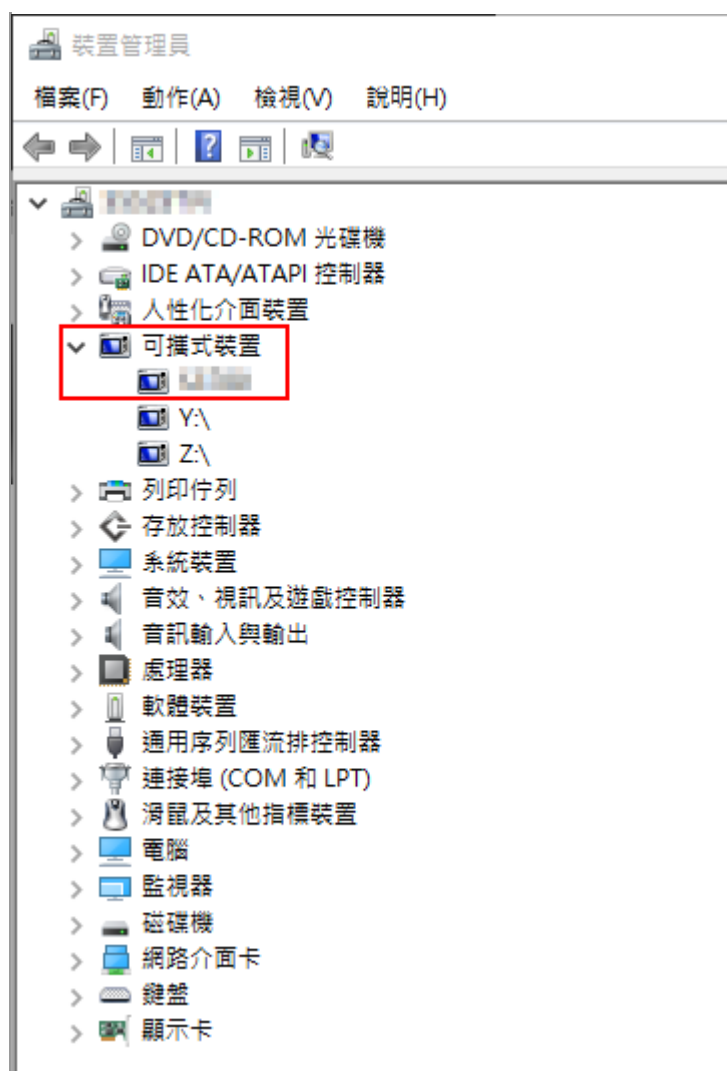 裝置管理員
檔案(F) 動作(A) 檢視(V) 說明(H)
DVD/CD-ROM 光碟機
IDE ATA/ATAPI 控制器
人性化介面裝置
可攜式裝置
Y:\
Z:\
列印佇列
存放控制器
系統裝置
音效、視訊及遊戲控制器
音訊輸入與輸出
處理器
軟體裝置
通用序列匯流排控制器
連接埠 (COM 和 LPT)
滑鼠及其他指標裝置
電腦
監視器
磁碟機
網路介面卡
鍵盤
顯示卡